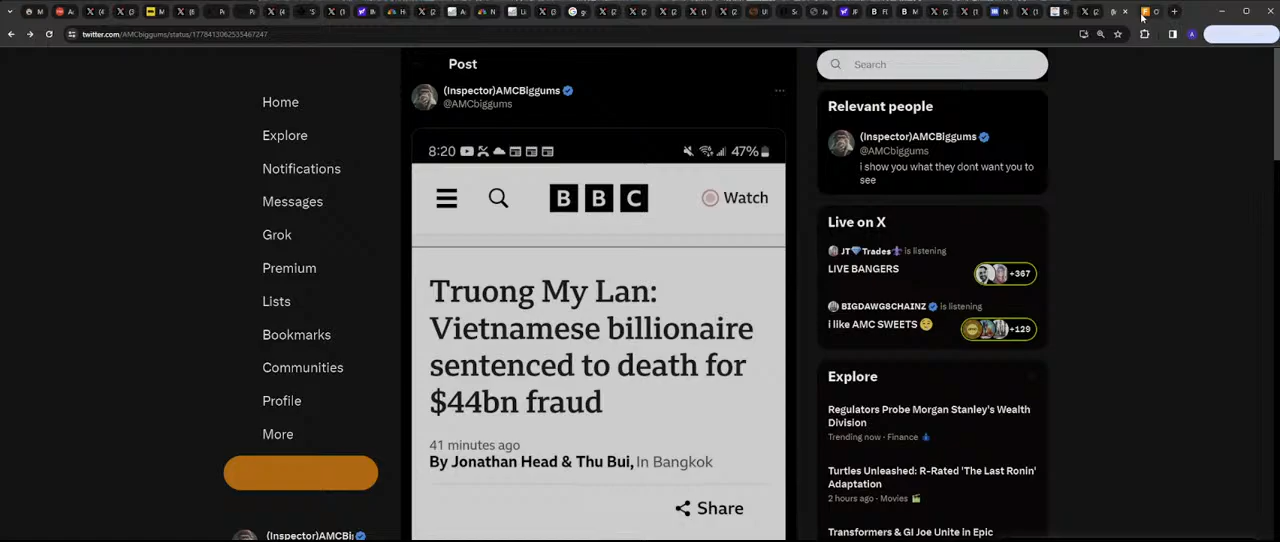 twitter.com/AMCbiggums/status/1778413062535467247
Home
Explore
Notifications
Messages
Grok
Premium
Lists
Bookmarks
Communities
Profile
More
(Inspector)AMCBi
Post
(Inspector)AMCBiggums
@AMCbiggums
8:20
47%
BBC
Watch
Truong My Lan:
Vietnamese billionaire
sentenced to death for
$44bn fraud
41 minutes ago
By Jonathan Head & Thu Bui, In Bangkok
Share
Search
Relevant people
(Inspector)AMCBiggums
@AMCbiggums
i show you what they dont want you to
see
Live on X
JT💎Trades is listening
LIVE BANGERS
+367
BIGDAWG8CHAINZ is listening
i like AMC SWEETS
+129
Explore
Regulators Probe Morgan Stanley's Wealth
Division
Trending now · Finance
Turtles Unleashed: R-Rated 'The Last Ronin'
Adaptation
2 hours ago · Movies
Transformers & GI Joe Unite in Epic